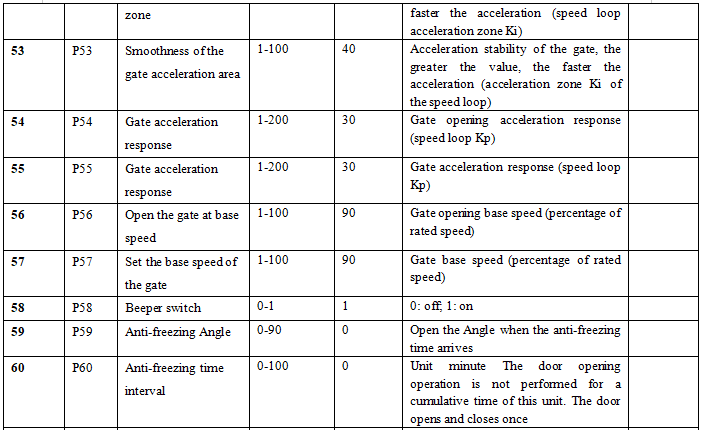 zone
faster the acceleration (speed loop
acceleration zone Ki)
53 P53 Smoothness of the 1-100 40 Acceleration stability of the gate, the
gate acceleration area greater the value, the faster the
acceleration (acceleration zone Ki of
the speed loop)
54 P54 Gate acceleration 1-200 30 Gate opening acceleration response
response (speed loop Kp)
55 P55 Gate acceleration 1-200 30 Gate acceleration response (speed loop
response Kp)
56 P56 Open the gate at base 1-100 90 Gate opening base speed (percentage of
speed rated speed)
57 P57 Set the base speed of 1-100 90 Gate base speed (percentage of rated
the gate speed)
58 P58 Beeper switch 0-1 1 0: off; 1: on
59 P59 Anti-freezing Angle 0-90 0 Open the Angle when the anti-freezing
time arrives
60 P60 Anti-freezing time 0-100 0 Unit minute The door opening
interval operation is not performed for a
cumulative time of this unit. The door
opens and closes once